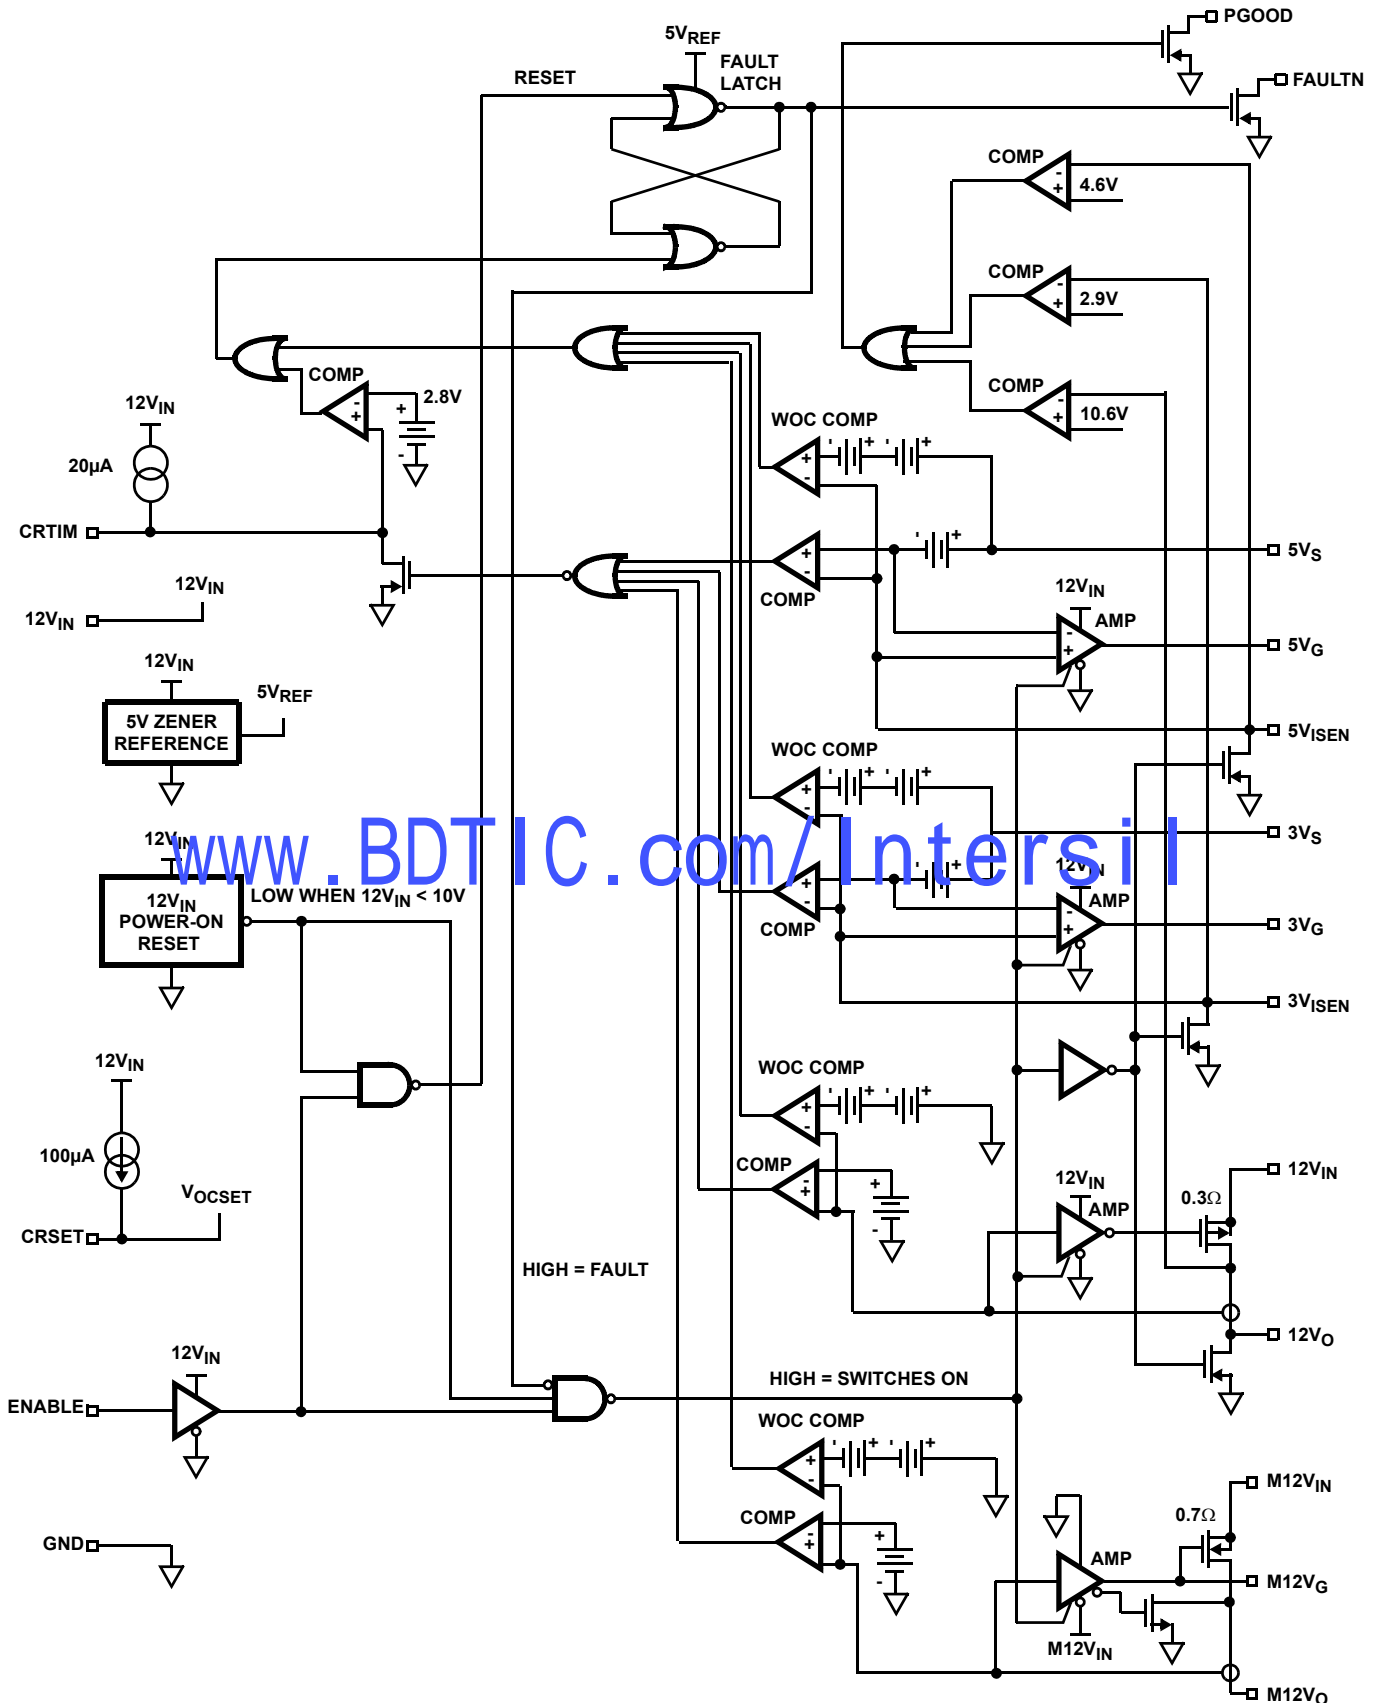 PGOOD
5VREF
FAULT
LATCH
RESET
FAULTN
COMP
- +
4.6V
COMP
- +
2.9V
COMP
- +
10.6V
COMP
- +
+ 2.8V
-
12VIN
20µA
CRTIM
12VIN
12VIN
12VIN
5V ZENER
REFERENCE
5VREF
WOC COMP
+ -
- + - +
COMP
+ -
- +
5VS
12VIN
AMP
- +
5VG
5VISEN
WOC COMP
+ -
- + - +
3VS
www.BDTIC.com/Intersil
12VIN
12VIN
POWER-ON
RESET
LOW WHEN 12VIN < 10V
COMP
+ -
- +
12VIN
AMP
- +
3VG
3VISEN
12VIN
100µA
VOCSET
CRSET
WOC COMP
+ -
- + - +
COMP
- +
+ -
12VIN
AMP
0.3Ω
12VIN
12VO
HIGH = FAULT
12VIN
ENABLE
HIGH = SWITCHES ON
WOC COMP
+ -
- + - +
COMP
- +
+ -
GND
AMP
M12VIN
0.7Ω
M12VIN
M12VG
M12VO